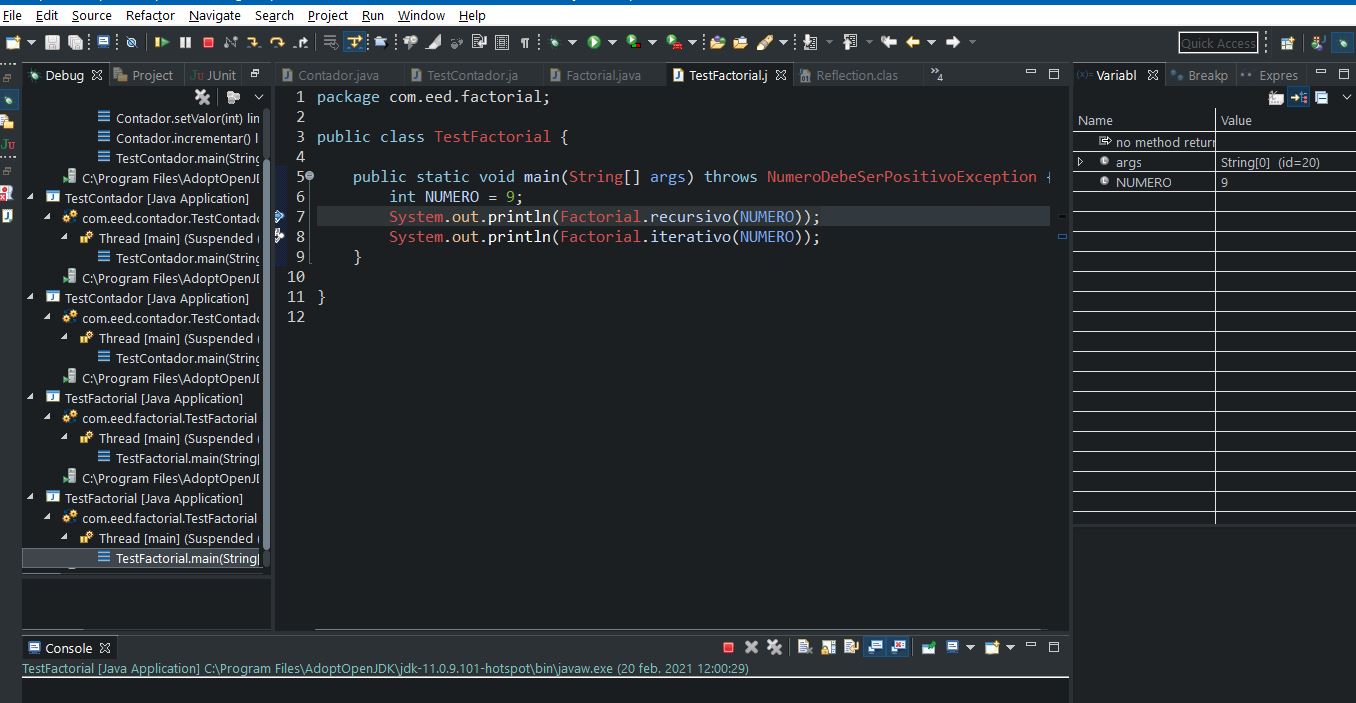 File Edit Source Refactor Navigate Search Project Run Window Help
Quick Access
Debug Project JUnit
Contador.setValor(int) lin
Contador.incrementar() l
TestContador.main(String
C:\Program Files\AdoptOpenJD
TestContador [Java Application]
com.eed.contador.TestContado
Thread [main] (Suspended (
TestContador.main(String
C:\Program Files\AdoptOpenJD
TestContador [Java Application]
com.eed.contador.TestContado
Thread [main] (Suspended (
TestContador.main(String
C:\Program Files\AdoptOpenJD
TestFactorial [Java Application]
com.eed.factorial.TestFactorial
Thread [main] (Suspended (
TestFactorial.main(String[
C:\Program Files\AdoptOpenJD
TestFactorial [Java Application]
com.eed.factorial.TestFactorial
Thread [main] (Suspended (
TestFactorial.main(String[
Contador.java TestContador.ja Factorial.java TestFactorial.j Reflection.clas »4
1 package com.eed.factorial;
2
3 public class TestFactorial {
4
5 public static void main(String[] args) throws NumeroDebeSerPositivoException {
6 int NUMERO = 9;
7 System.out.println(Factorial.recursivo(NUMERO));
8 System.out.println(Factorial.iterativo(NUMERO));
9 }
10
11 }
12
(x)= Variabl Breakp Expres
Name Value
no method return
args String[0] (id=20)
NUMERO 9
Console
TestFactorial [Java Application] C:\Program Files\AdoptOpenJDK\jdk-11.0.9.101-hotspot\bin\javaw.exe (20 feb. 2021 12:00:29)